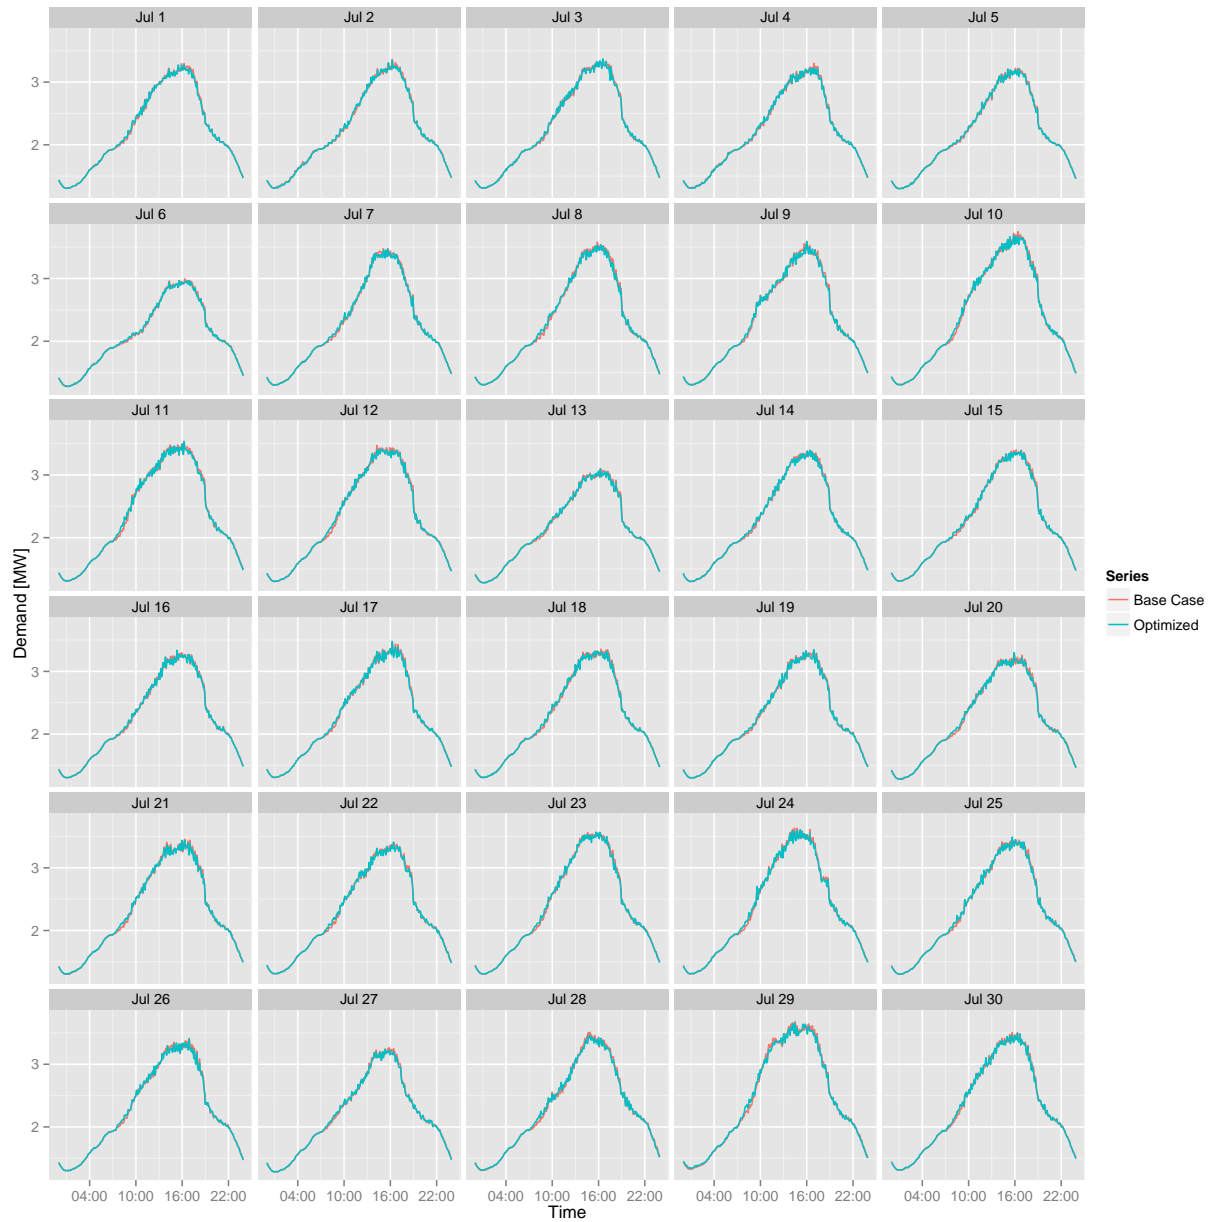 Jul 1 Jul 2 Jul 3 Jul 4 Jul 5
3
2
Jul 6 Jul 7 Jul 8 Jul 9 Jul 10
3
2
Jul 11 Jul 12 Jul 13 Jul 14 Jul 15
3
2
Demand [MW]
Series
Base Case
Optimized
Jul 16 Jul 17 Jul 18 Jul 19 Jul 20
3
2
Jul 21 Jul 22 Jul 23 Jul 24 Jul 25
3
2
Jul 26 Jul 27 Jul 28 Jul 29 Jul 30
3
2
04:00 10:00 16:00 22:00 04:00 10:00 16:00 22:00 04:00 10:00 16:00 22:00 04:00 10:00 16:00 22:00 04:00 10:00 16:00 22:00
Time